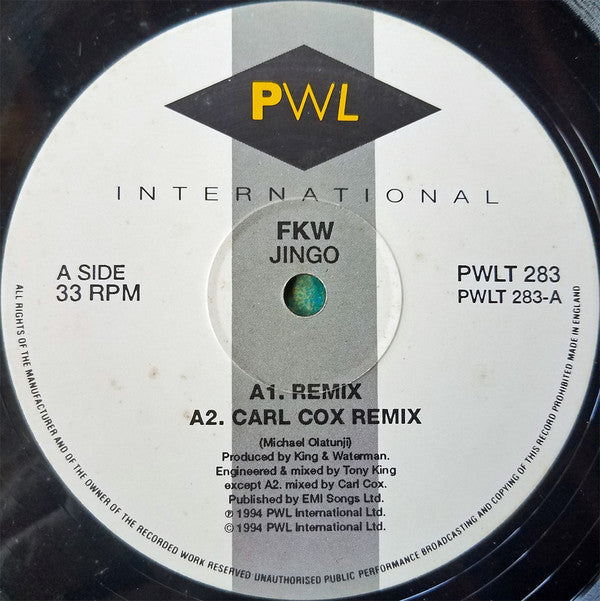 PWL
INTERNATIONAL
FKW
JINGO
A SIDE
33 RPM
PWLT 283
PWLT 283-A
A1. REMIX
A2. CARL COX REMIX
(Michael Olatunji)
Produced by King & Waterman.
Engineered & mixed by Tony King
except A2. mixed by Carl Cox.
Published by EMI Songs Ltd.
℗ 1994 PWL International Ltd.
© 1994 PWL International Ltd.
ALL RIGHTS OF THE MANUFACTURER AND OF THE OWNER OF THE RECORDED WORK RESERVED UNAUTHORISED PUBLIC PERFORMANCE BROADCASTING AND COPYING OF THIS RECORD PROHIBITED MADE IN ENGLAND